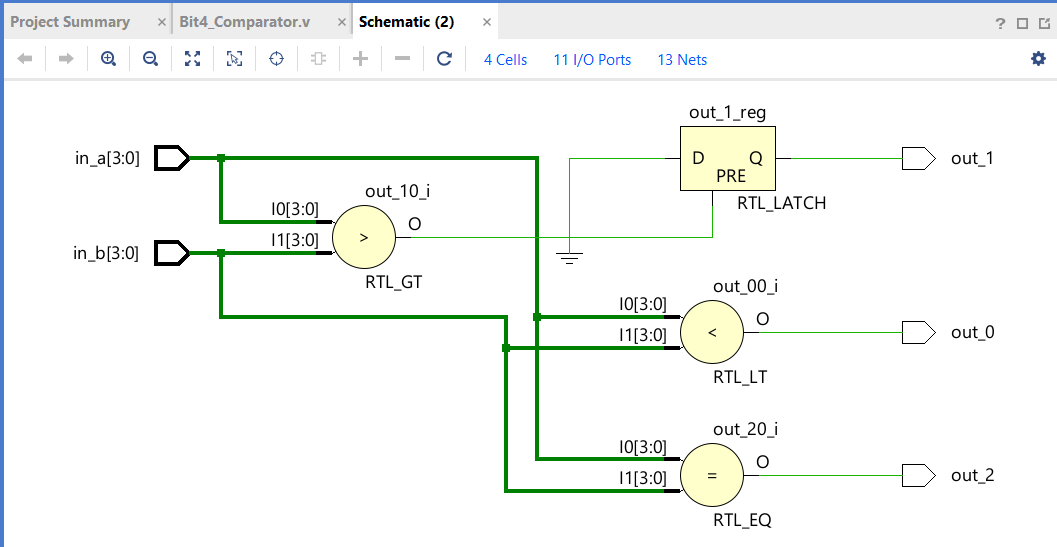 Project Summary × Bit4_Comparator.v × Schematic (2) ×
?
4 Cells 11 I/O Ports 13 Nets
out_1_reg
in_a[3:0] D Q out_1
PRE
out_10_i RTL_LATCH
I0[3:0] O
in_b[3:0] I1[3:0] >
RTL_GT
out_00_i
I0[3:0] O
I1[3:0] < out_0
RTL_LT
out_20_i
I0[3:0] O
I1[3:0] = out_2
RTL_EQ